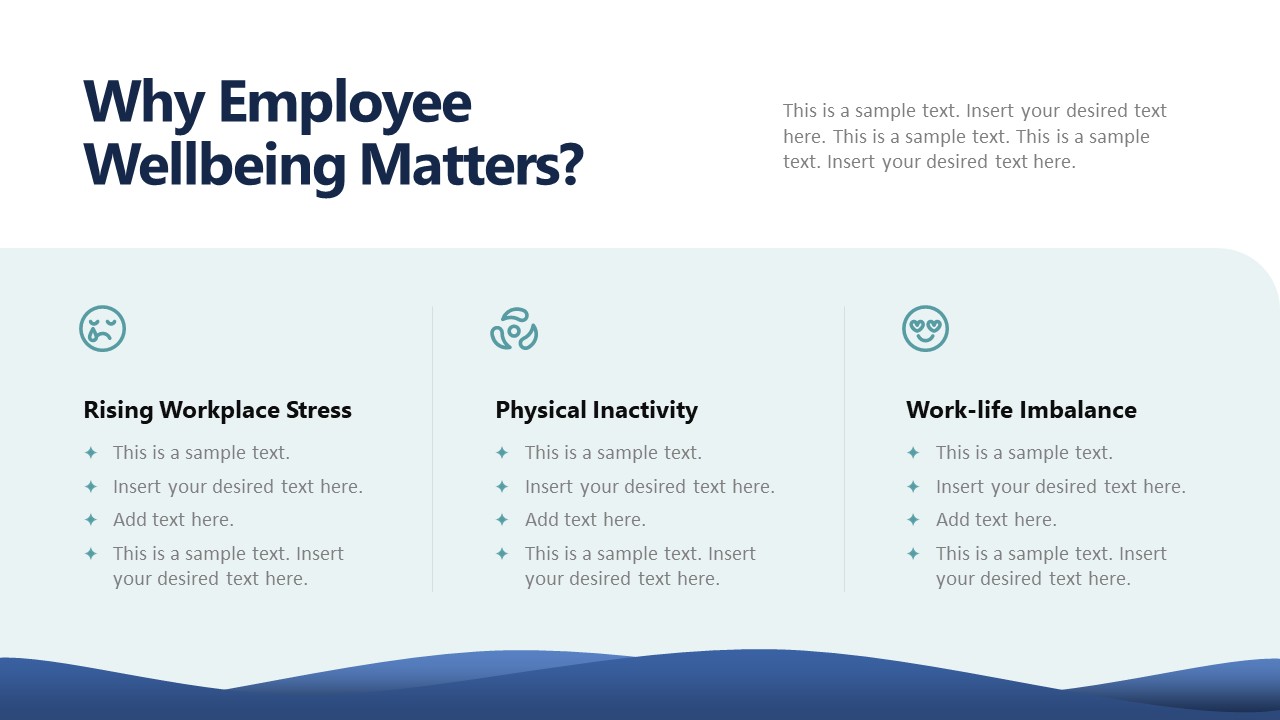 Why Employee
Wellbeing Matters?
This is a sample text. Insert your desired text
here. This is a sample text. This is a sample
text. Insert your desired text here.
Rising Workplace Stress
This is a sample text.
Insert your desired text here.
Add text here.
This is a sample text. Insert
your desired text here.
Physical Inactivity
This is a sample text.
Insert your desired text here.
Add text here.
This is a sample text. Insert
your desired text here.
Work-life Imbalance
This is a sample text.
Insert your desired text here.
Add text here.
This is a sample text. Insert
your desired text here.